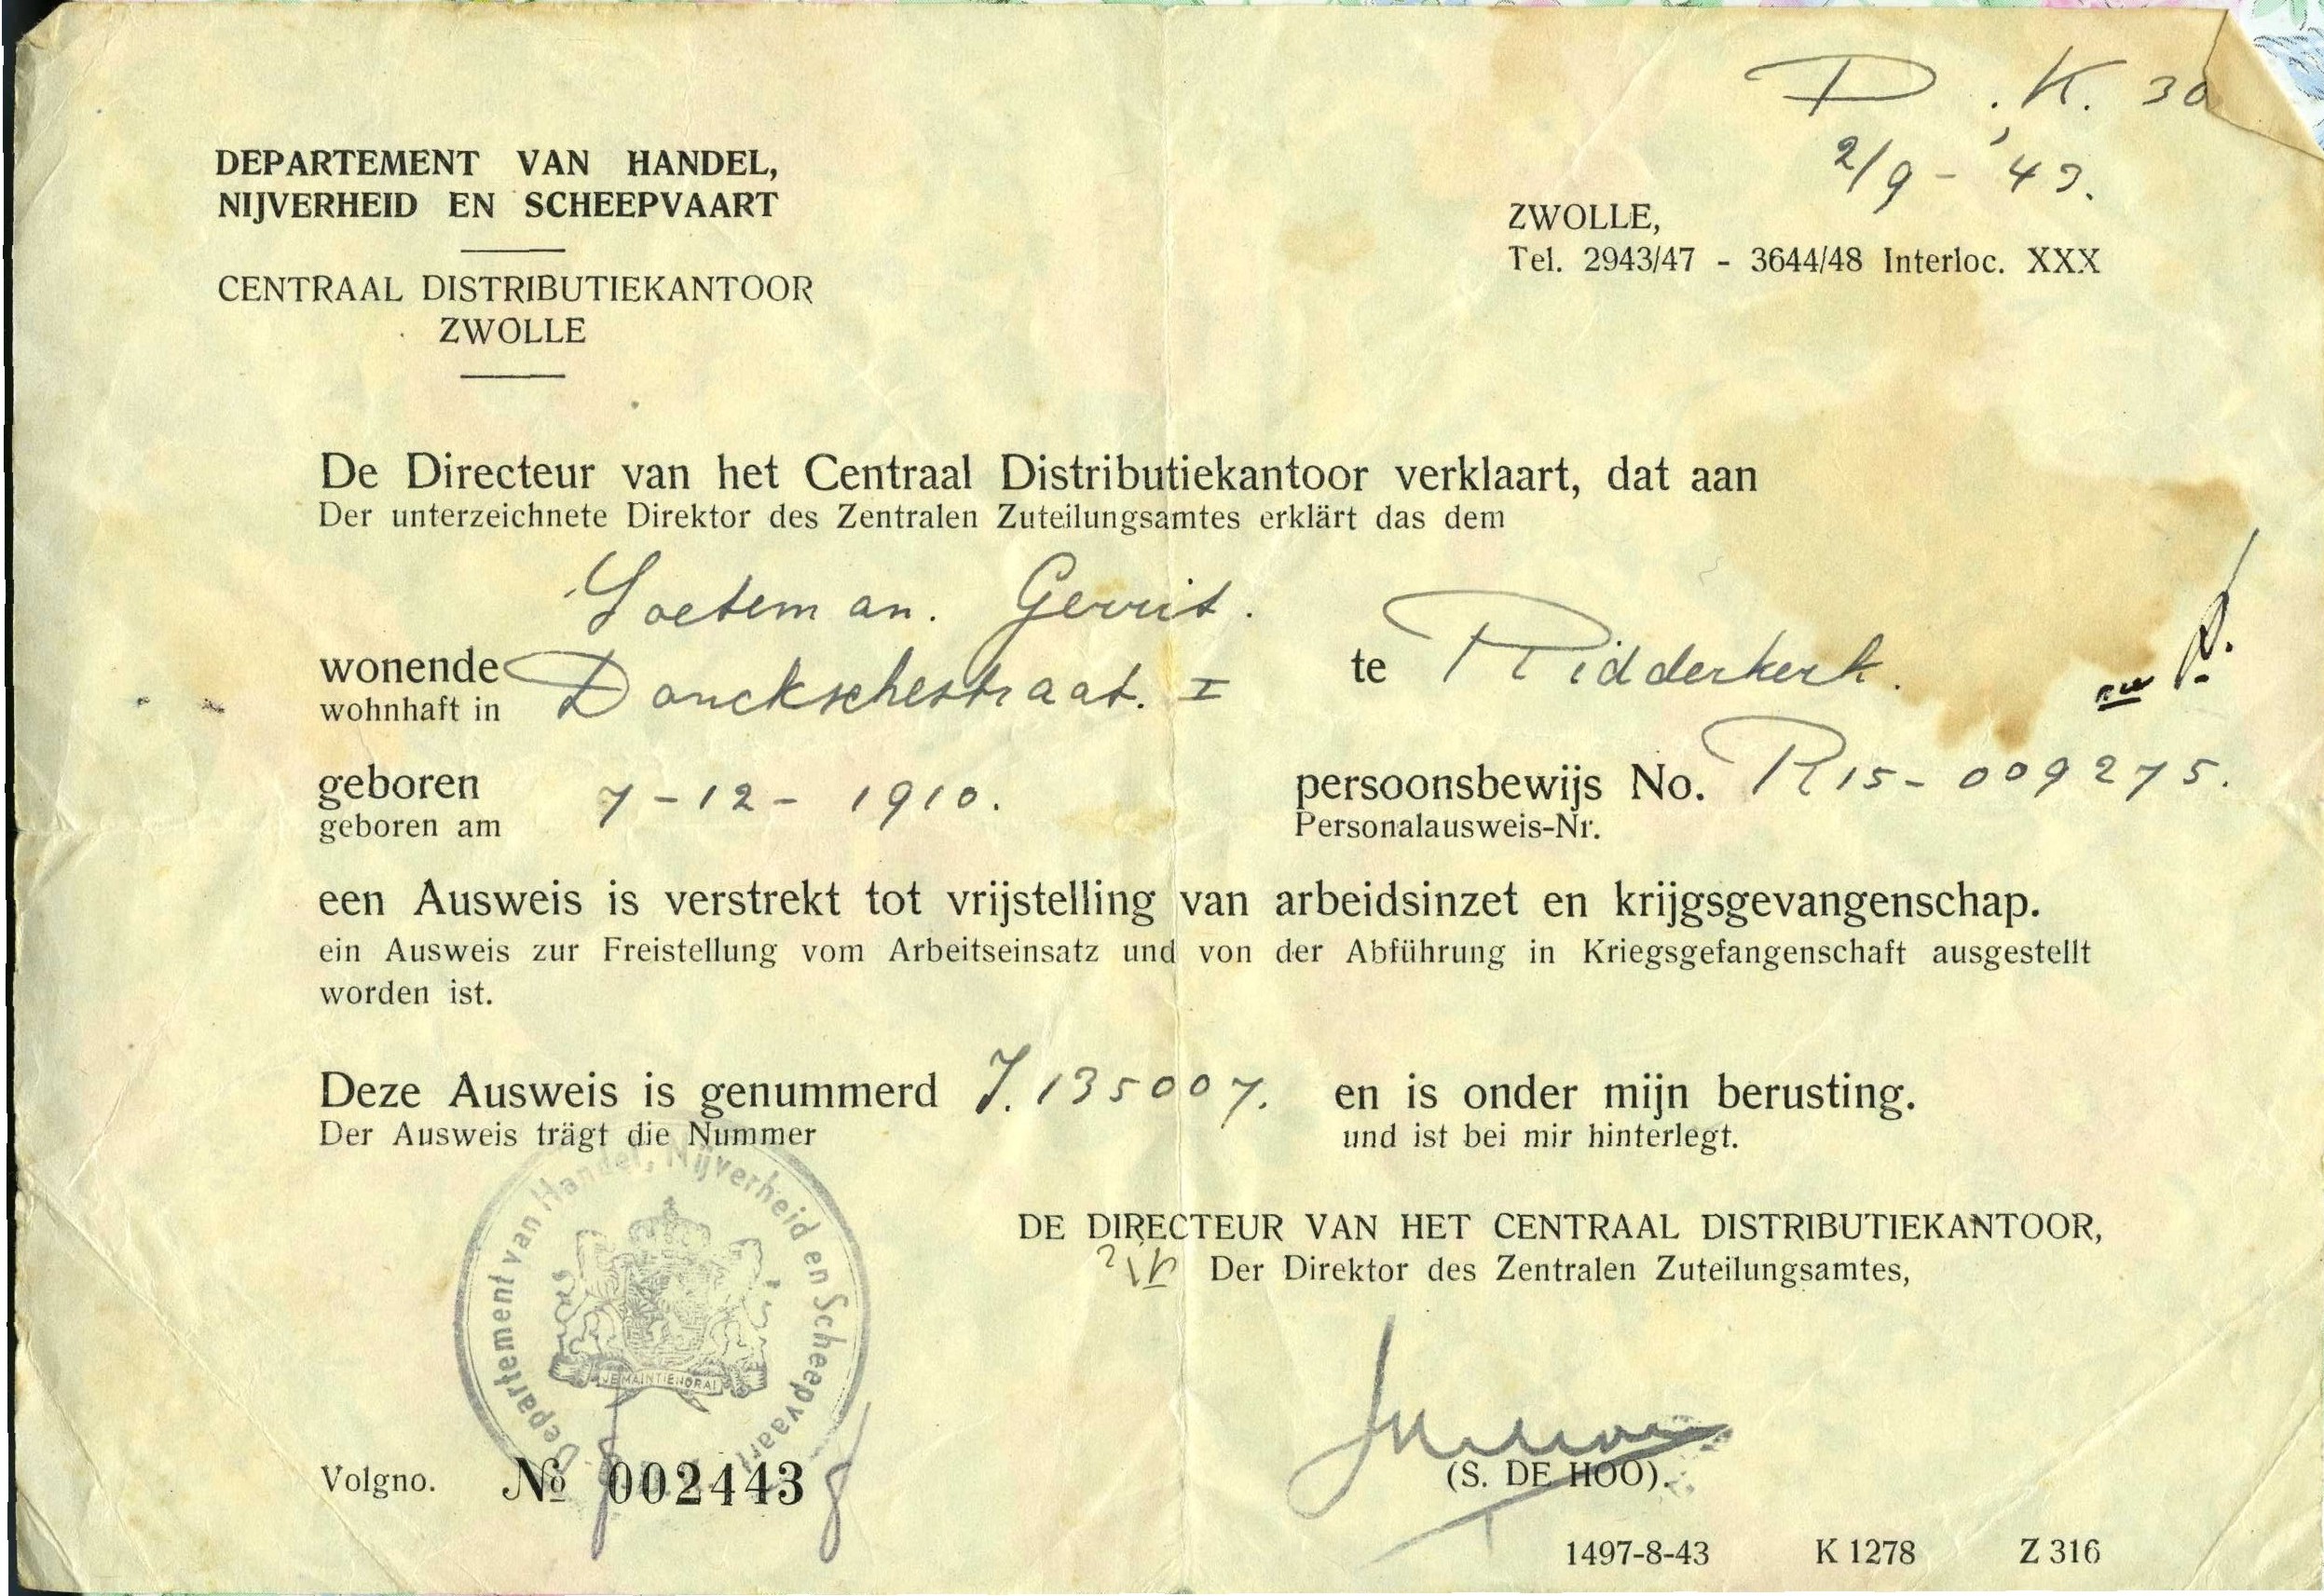 D.K. 30
2/9-'43.
DEPARTEMENT VAN HANDEL,
NIJVERHEID EN SCHEEPVAART
CENTRAAL DISTRIBUTIEKANTOOR
ZWOLLE
ZWOLLE,
Tel. 2943/47 - 3644/48 Interloc. XXX
De Directeur van het Centraal Distributiekantoor verklaart, dat aan
Der unterzeichnete Direktor des Zentralen Zuteilungsamtes erklärt das dem
Soeteman. Gerrit.
wonende Donckschestraat. I te Ridderkerk.
wohnhaft in
geboren 7-12-1910. persoonsbewijs No. R15-009275.
geboren am Personalausweis-Nr.
een Ausweis is verstrekt tot vrijstelling van arbeidsinzet en krijgsgevangenschap.
ein Ausweis zur Freistellung vom Arbeitseinsatz und von der Abführung in Kriegsgefangenschaft ausgestellt
worden ist.
Deze Ausweis is genummerd J. 135007. en is onder mijn berusting.
Der Ausweis trägt die Nummer und ist bei mir hinterlegt.
Departement van Handel, Nijverheid en Scheepvaart
JE MAINTIENDRAI
DE DIRECTEUR VAN HET CENTRAAL DISTRIBUTIEKANTOOR,
Der Direktor des Zentralen Zuteilungsamtes,
(S. DE HOO).
Volgno. № 002443
1497-8-43 K 1278 Z 316